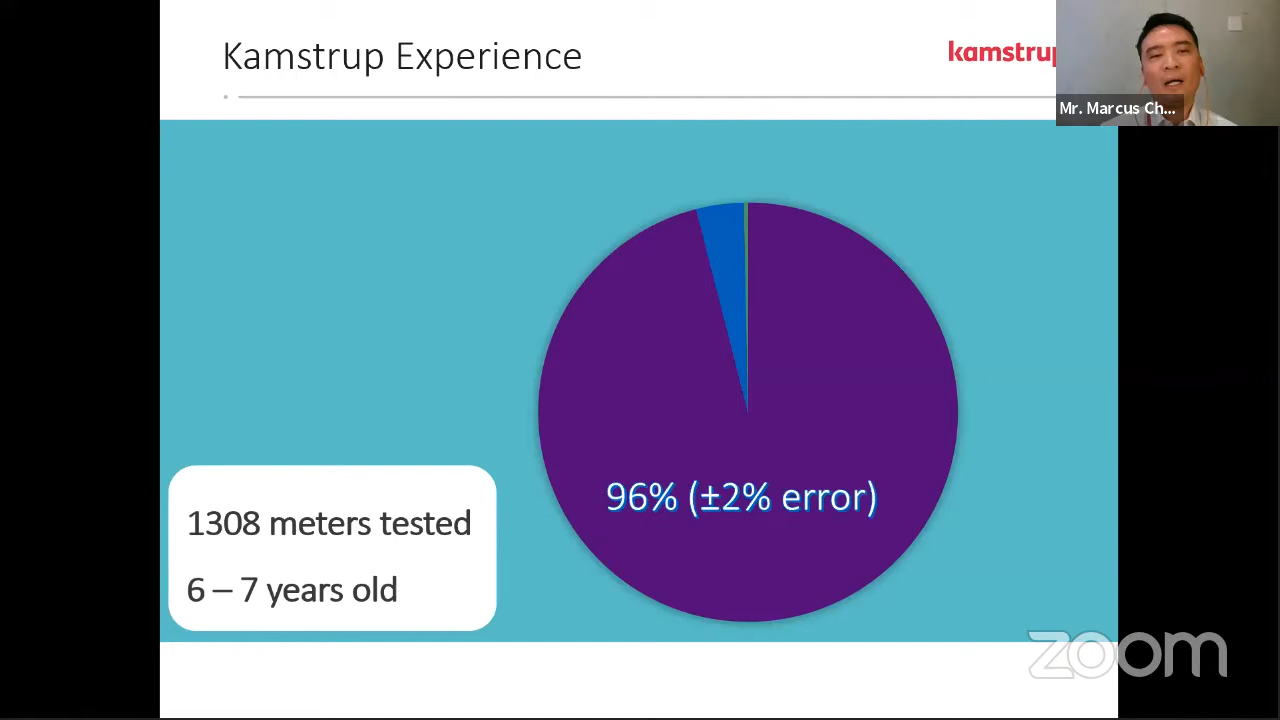 Kamstrup Experience
kamstrup
Mr. Marcus Ch...
96% (±2% error)
1308 meters tested
6 – 7 years old
zoom